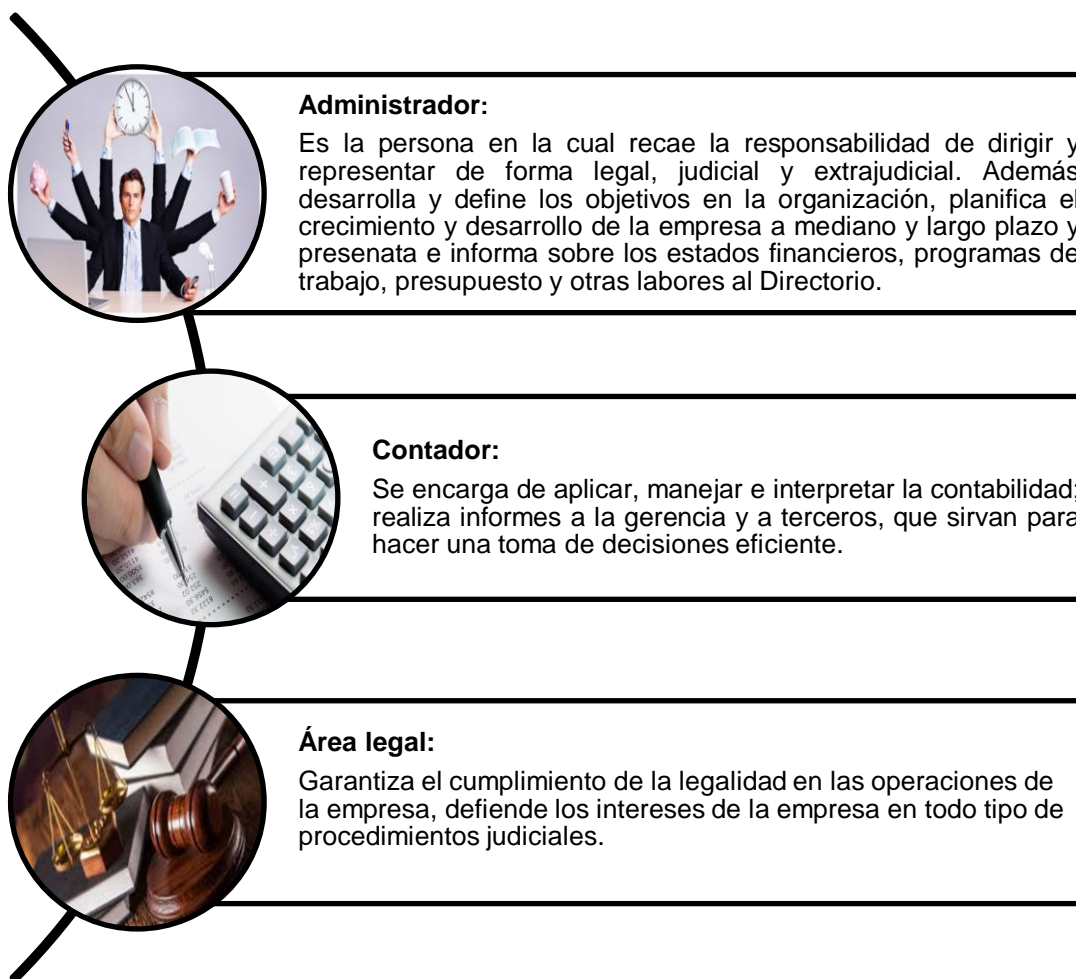 Administrador:
Es la persona en la cual recae la responsabilidad de dirigir y
representar de forma legal, judicial y extrajudicial. Además
desarrolla y define los objetivos en la organización, planifica el
crecimiento y desarrollo de la empresa a mediano y largo plazo y
presenata e informa sobre los estados financieros, programas de
trabajo, presupuesto y otras labores al Directorio.
Contador:
Se encarga de aplicar, manejar e interpretar la contabilidad;
realiza informes a la gerencia y a terceros, que sirvan para
hacer una toma de decisiones eficiente.
Área legal:
Garantiza el cumplimiento de la legalidad en las operaciones de
la empresa, defiende los intereses de la empresa en todo tipo de
procedimientos judiciales.